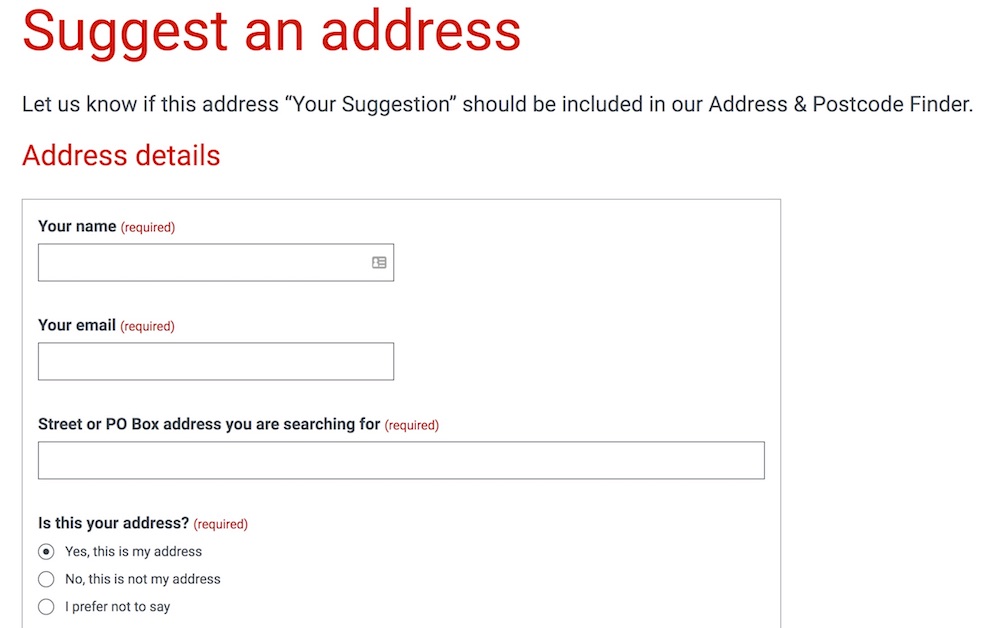 Suggest an address
Let us know if this address “Your Suggestion” should be included in our Address & Postcode Finder.
Address details
Your name (required)
Your email (required)
Street or PO Box address you are searching for (required)
Is this your address? (required)
Yes, this is my address
No, this is not my address
I prefer not to say